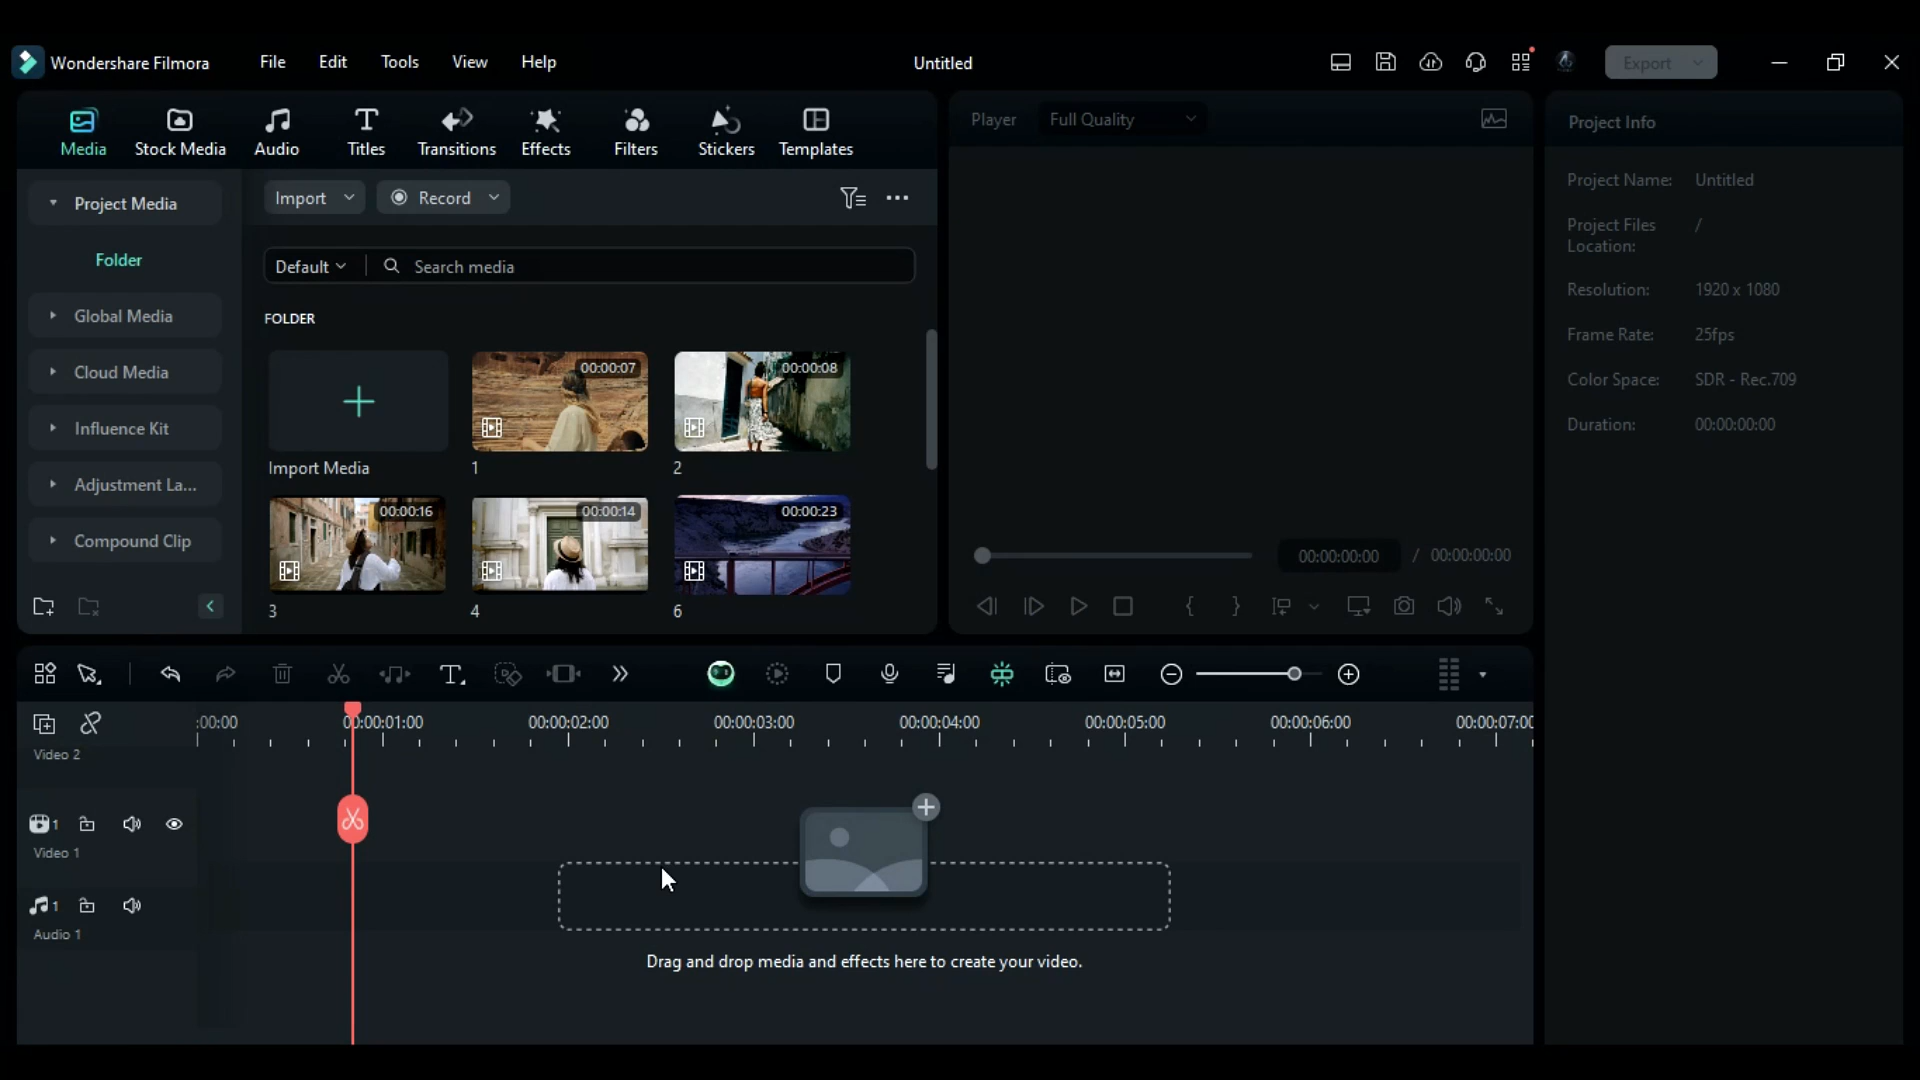 Wondershare Filmora File Edit Tools View Help Untitled Export
Media Stock Media Audio Titles Transitions Effects Filters Stickers Templates
Player Full Quality
Project Info
Project Media
Folder
Global Media
Cloud Media
Influence Kit
Adjustment La...
Compound Clip
Import Record
Default Search media
FOLDER
00:00:07 00:00:08
Import Media 1 2
00:00:16 00:00:14 00:00:23
3 4 6
00:00:00:00 / 00:00:00:00
Project Name: Untitled
Project Files Location: /
Resolution: 1920 x 1080
Frame Rate: 25fps
Color Space: SDR - Rec.709
Duration: 00:00:00:00
:00:00 00:00:01:00 00:00:02:00 00:00:03:00 00:00:04:00 00:00:05:00 00:00:06:00 00:00:07:00
Video 2
1
Video 1
1
Audio 1
Drag and drop media and effects here to create your video.